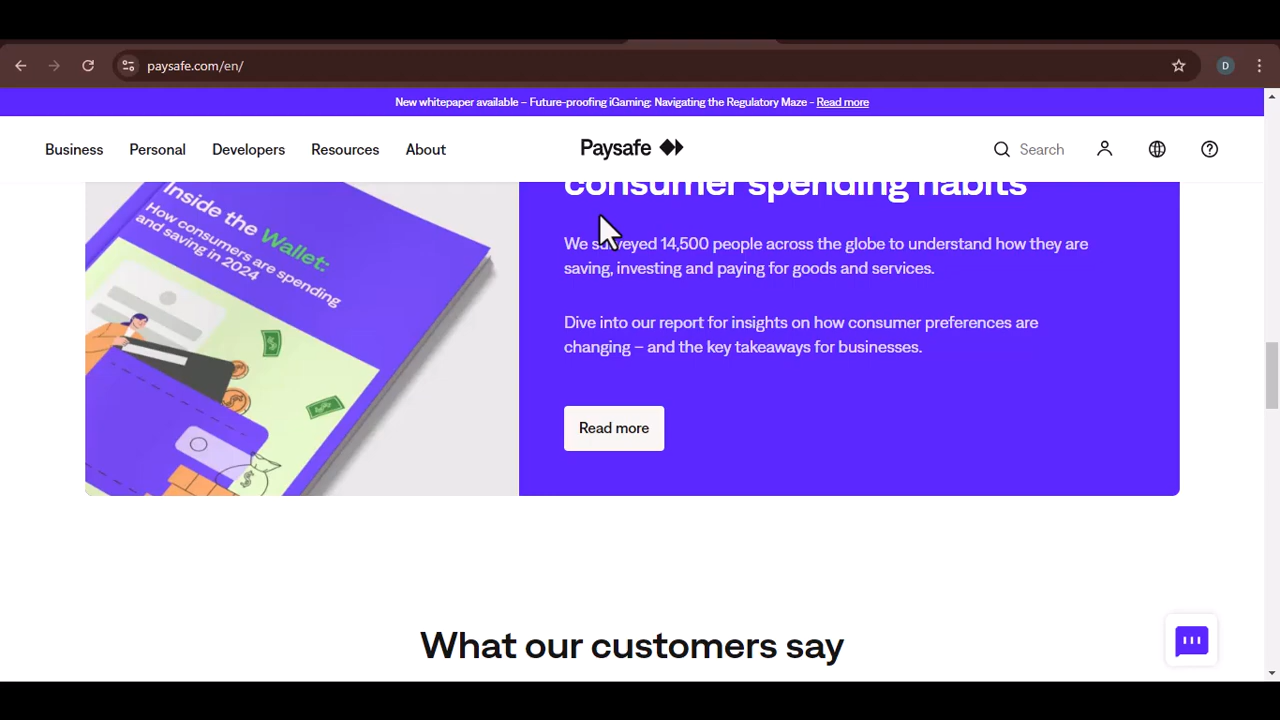 paysafe.com/en/
D
New whitepaper available – Future-proofing iGaming: Navigating the Regulatory Maze - Read more
Business Personal Developers Resources About Paysafe Search
Inside the Wallet:
How consumers are spending
and saving in 2024
consumer spending habits
We surveyed 14,500 people across the globe to understand how they are
saving, investing and paying for goods and services.
Dive into our report for insights on how consumer preferences are
changing – and the key takeaways for businesses.
Read more
What our customers say